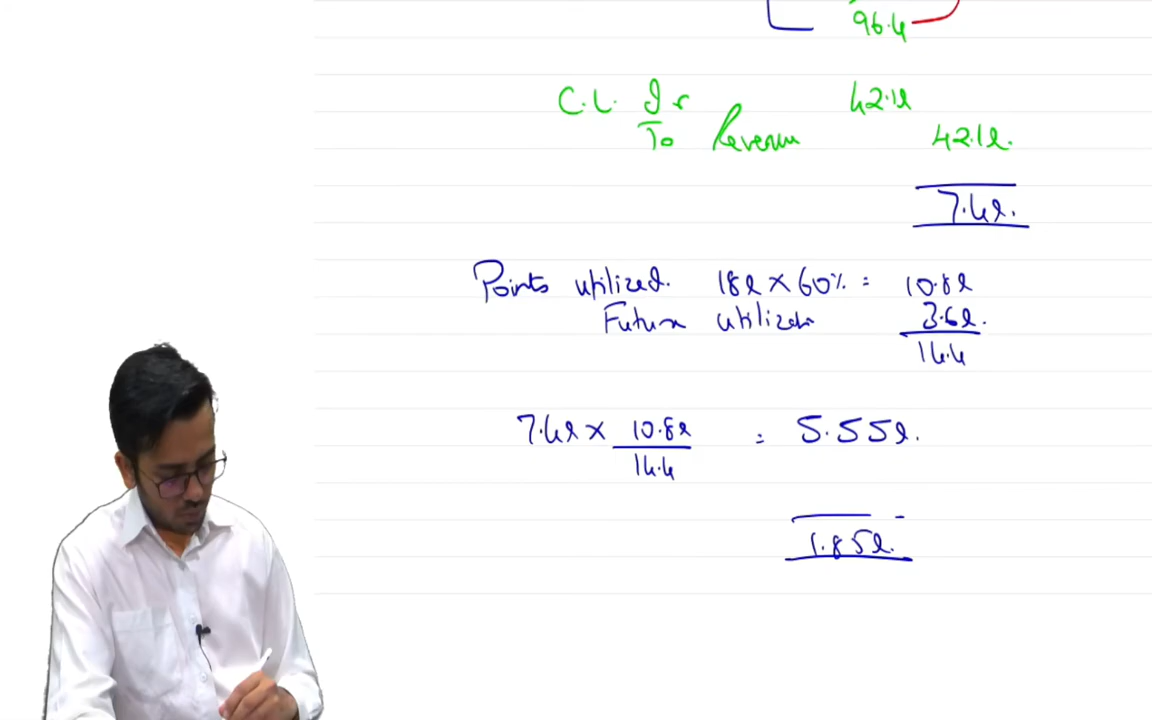 96.4
C.L. Dr 42.1l
To Revenue 42.1l.
7.4l.
Points utilized. 18l × 60% = 10.8l
Future utilizatn 3.6l.
14.4
7.4l × 10.8l = 5.55l.
14.4
1.85l.